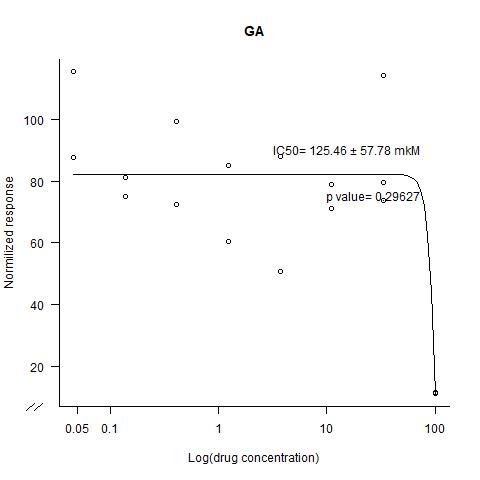 GA
IC50= 125.46 ± 57.78 mkM
p value= 0.29627
Normilized response
100
80
60
40
20
0.05 0.1 1 10 100
Log(drug concentration)